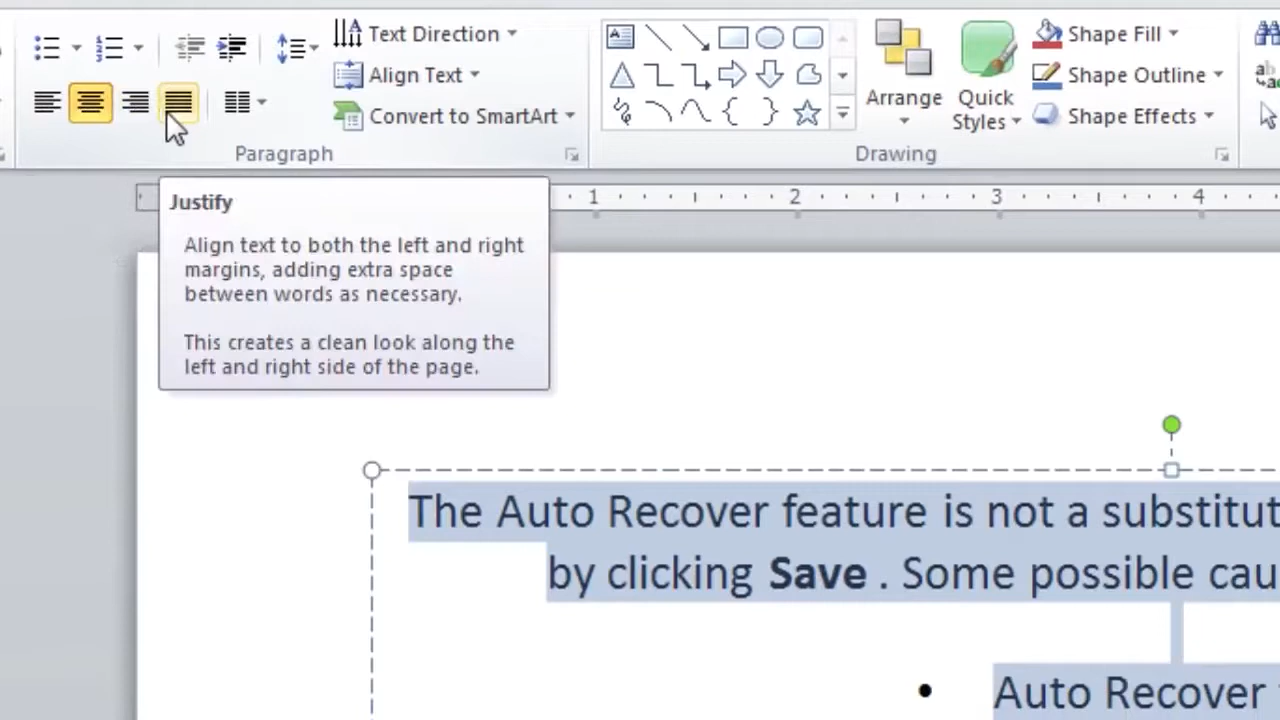 Text Direction
Align Text
Convert to SmartArt
Paragraph
Arrange
Quick
Styles
Shape Fill
Shape Outline
Shape Effects
Drawing
1 2 3 4
Justify
Align text to both the left and right
margins, adding extra space
between words as necessary.
This creates a clean look along the
left and right side of the page.
The Auto Recover feature is not a substitut
by clicking Save . Some possible cau
• Auto Recover